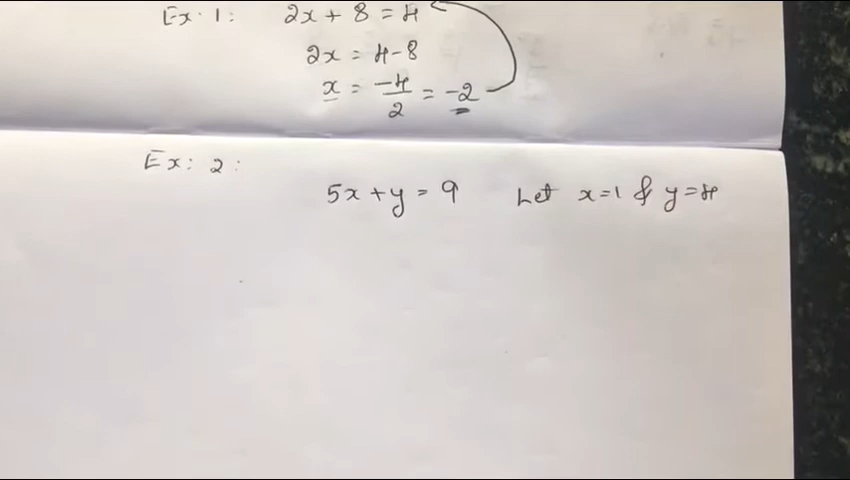 Ex. 1: 2x + 8 = 4
2x = 4-8
x = -4/2 = -2
Ex: 2:
5x + y = 9 Let x=1 & y=4